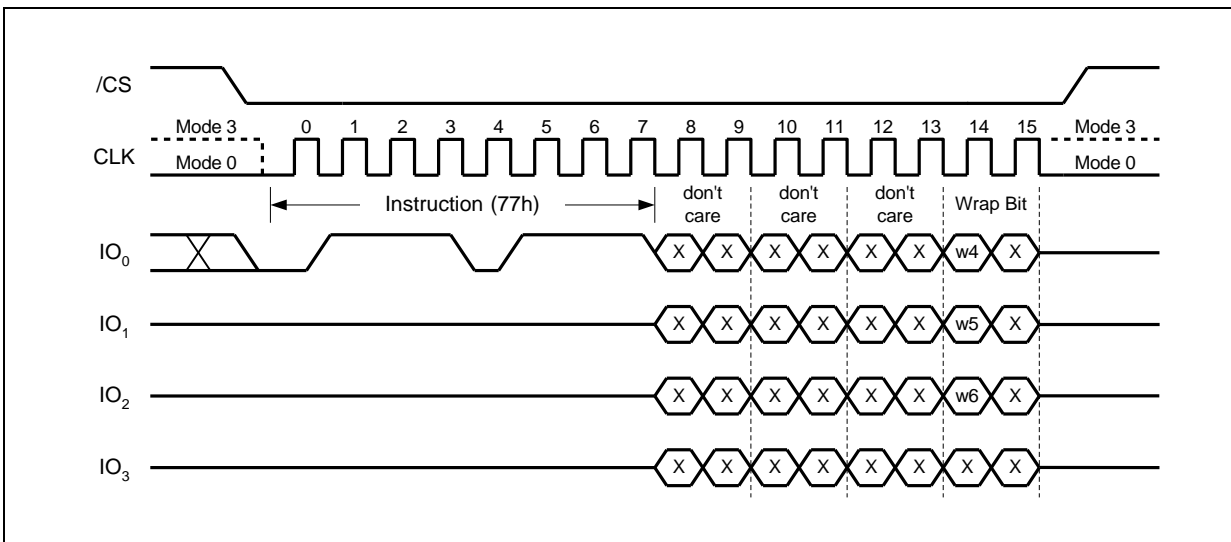 /CS
Mode 3 0 1 2 3 4 5 6 7 8 9 10 11 12 13 14 15 Mode 3
CLK
Mode 0 Mode 0
Instruction (77h) don't care don't care don't care Wrap Bit
IO0 X X X X X X w4 X
IO1 X X X X X X w5 X
IO2 X X X X X X w6 X
IO3 X X X X X X X X